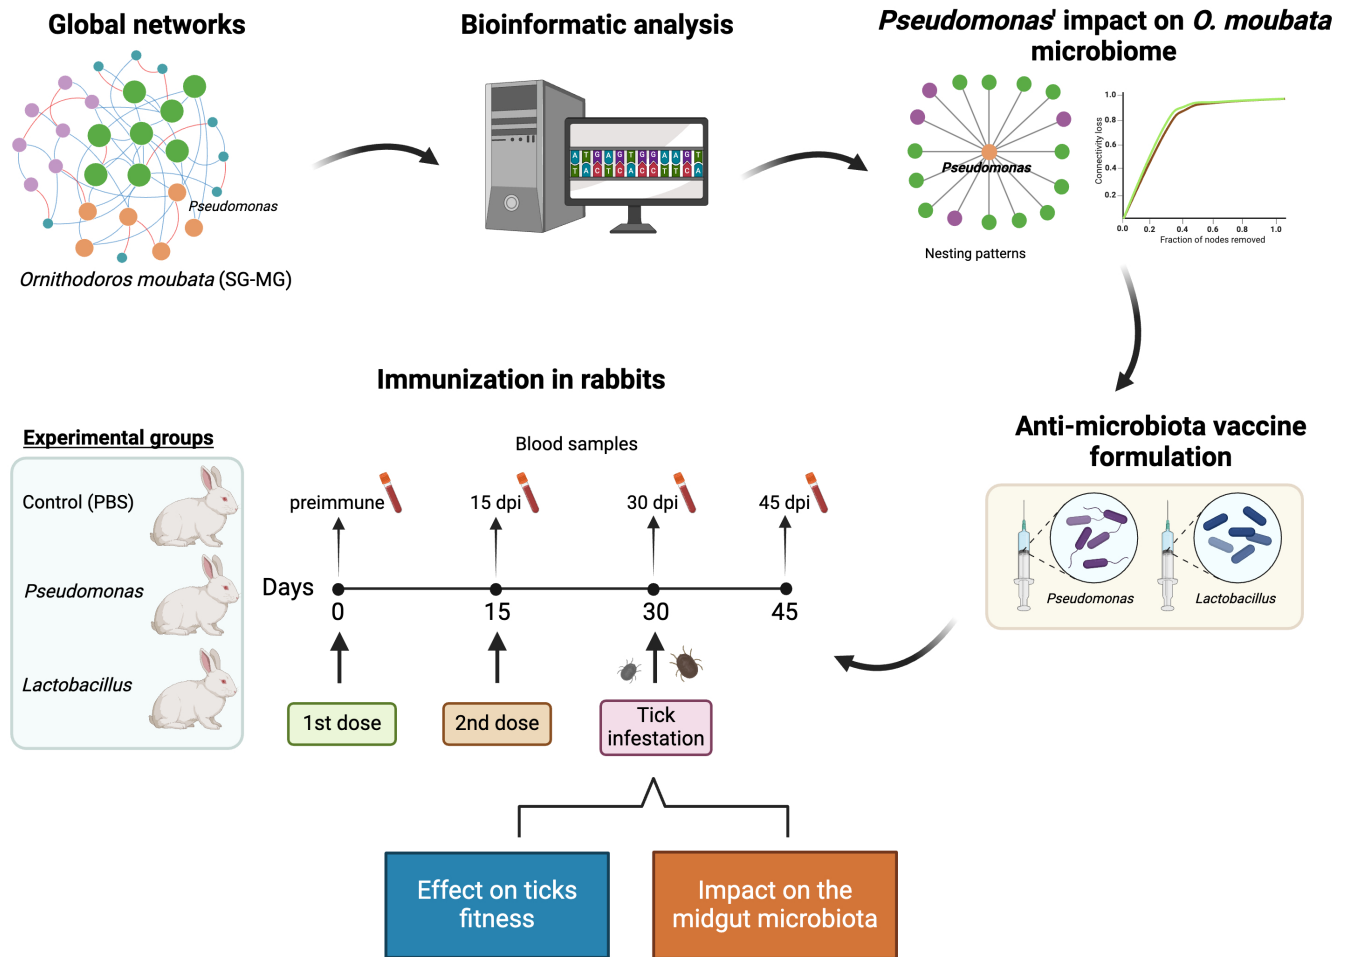 Global networks
Pseudomonas
Ornithodoros moubata (SG-MG)
Bioinformatic analysis
A T G A G T G G A A G T
T A C T C A C C T T C A
Pseudomonas' impact on O. moubata
microbiome
Pseudomonas
Nesting patterns
Connectivity loss
1.0
0.8
0.6
0.4
0.2
0.0
0.2
0.4
0.6
0.8
1.0
Fraction of nodes removed
Immunization in rabbits
Experimental groups
Control (PBS)
Pseudomonas
Lactobacillus
Blood samples
preimmune
15 dpi
30 dpi
45 dpi
Days
0
15
30
45
1st dose
2nd dose
Tick
infestation
Effect on ticks
fitness
Impact on the
midgut microbiota
Anti-microbiota vaccine
formulation
Pseudomonas
Lactobacillus